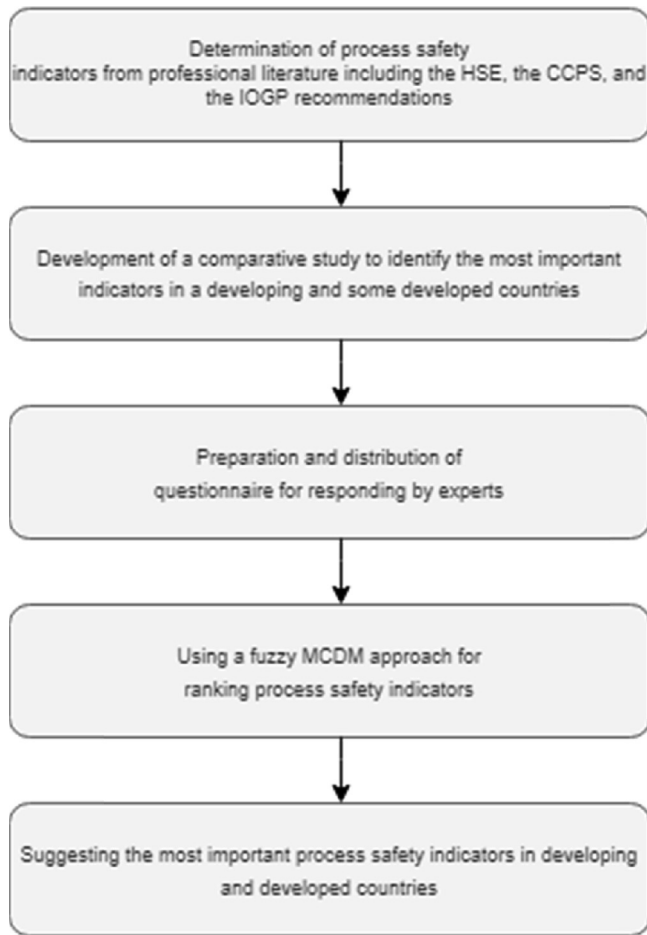 Determination of process safety
indicators from professional literature including the HSE, the CCPS, and
the IOGP recommendations
Development of a comparative study to identify the most important
indicators in a developing and some developed countries
Preparation and distribution of
questionnaire for responding by experts
Using a fuzzy MCDM approach for
ranking process safety indicators
Suggesting the most important process safety indicators in developing
and developed countries